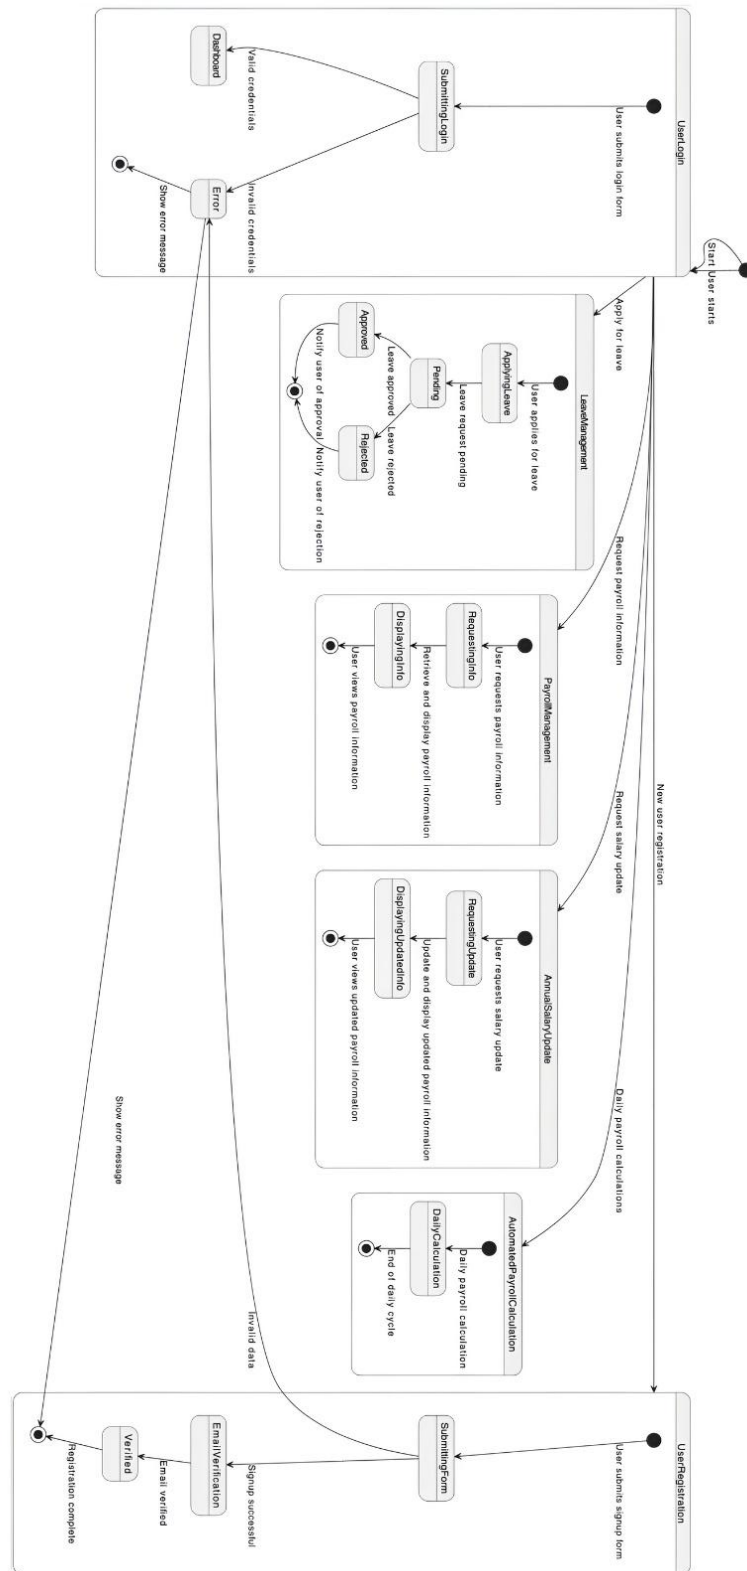 Start
User starts
UserLogin
User submits login form
SubmittingLogin
Valid credentials
Invalid credentials
Dashboard
Error
Show error message
Apply for leave
Request payroll information
Request salary update
Daily payroll calculations
New user registration
LeaveManagement
User applies for leave
ApplyingLeave
Leave request pending
Pending
Leave approved
Leave rejected
Approved
Rejected
Notify user of approval
Notify user of rejection
PayrollManagement
User requests payroll information
RequestingInfo
Retrieve and display payroll information
DisplayingInfo
User views payroll information
AnnualSalaryUpdate
User requests salary update
RequestingUpdate
Update and display updated payroll information
DisplayingUpdatedInfo
User views updated payroll information
AutomatedPayrollCalculation
Daily payroll calculation
DailyCalculation
End of daily cycle
UserRegistration
User submits signup form
SubmittingForm
Invalid data
Signup successful
EmailVerification
Email verified
Verified
Show error message
Registration complete